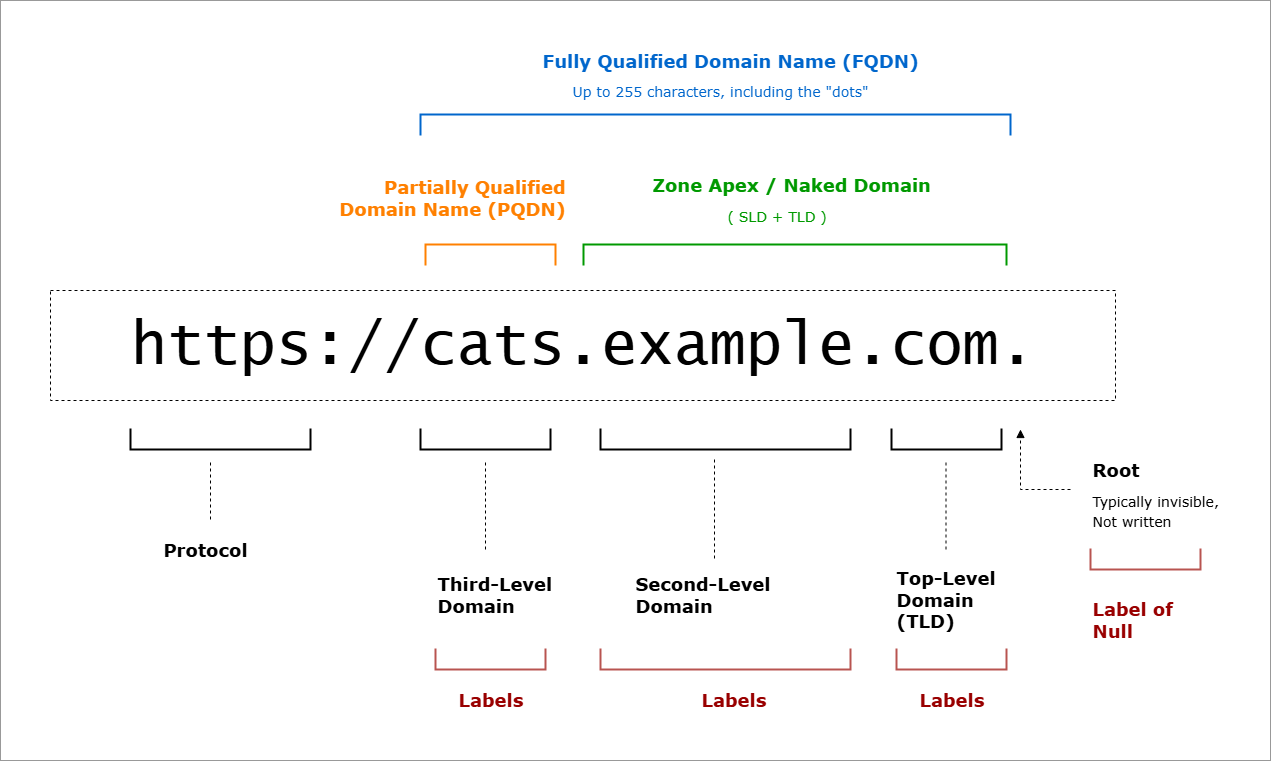 Fully Qualified Domain Name (FQDN)
Up to 255 characters, including the "dots"
Partially Qualified
Domain Name (PQDN)
Zone Apex / Naked Domain
( SLD + TLD )
https://cats.example.com.
Protocol
Third-Level
Domain
Labels
Second-Level
Domain
Labels
Top-Level
Domain
(TLD)
Labels
Root
Typically invisible,
Not written
Label of
Null